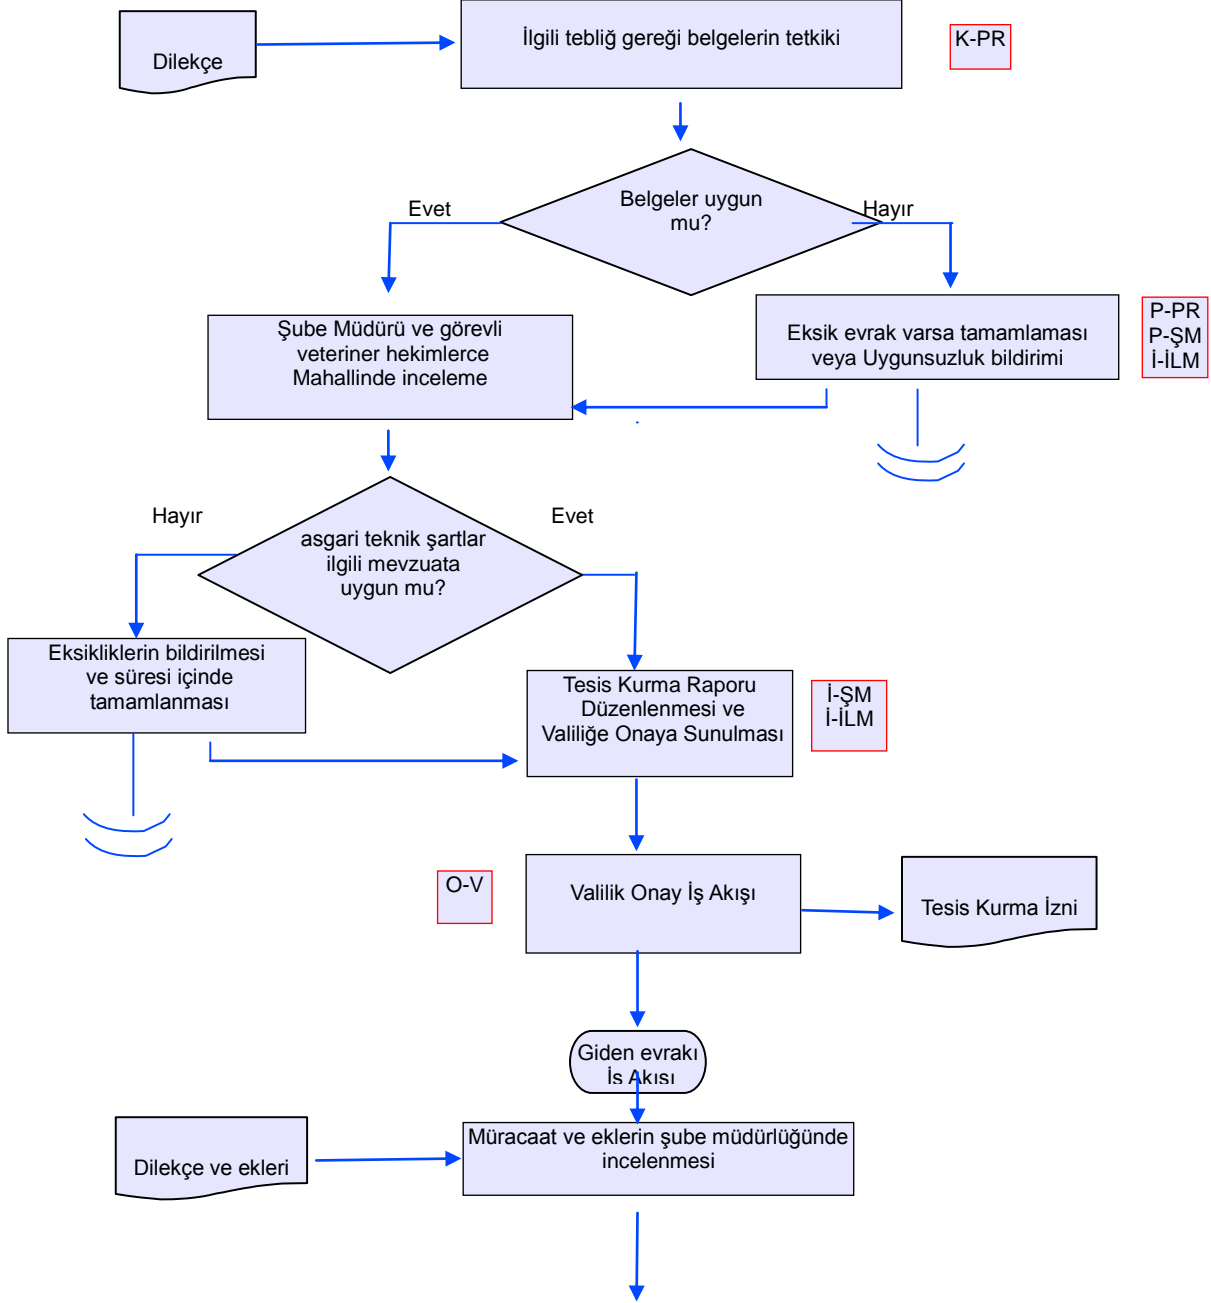 İlgili tebliğ gereği belgelerin tetkiki
K-PR
Dilekçe
Belgeler uygun
mu?
Evet
Hayır
Şube Müdürü ve görevli
veteriner hekimlerce
Mahallinde inceleme
Eksik evrak varsa tamamlaması
veya Uygunsuzluk bildirimi
P-PR
P-ŞM
İ-İLM
Hayır
Evet
asgari teknik şartlar
ilgili mevzuata
uygun mu?
Eksikliklerin bildirilmesi
ve süresi içinde
tamamlanması
Tesis Kurma Raporu
Düzenlenmesi ve
Valiliğe Onaya Sunulması
İ-ŞM
İ-İLM
O-V
Valilik Onay İş Akışı
Tesis Kurma İzni
Giden evrakı
İş Akışı
Müracaat ve eklerin şube müdürlüğünde
incelenmesi
Dilekçe ve ekleri